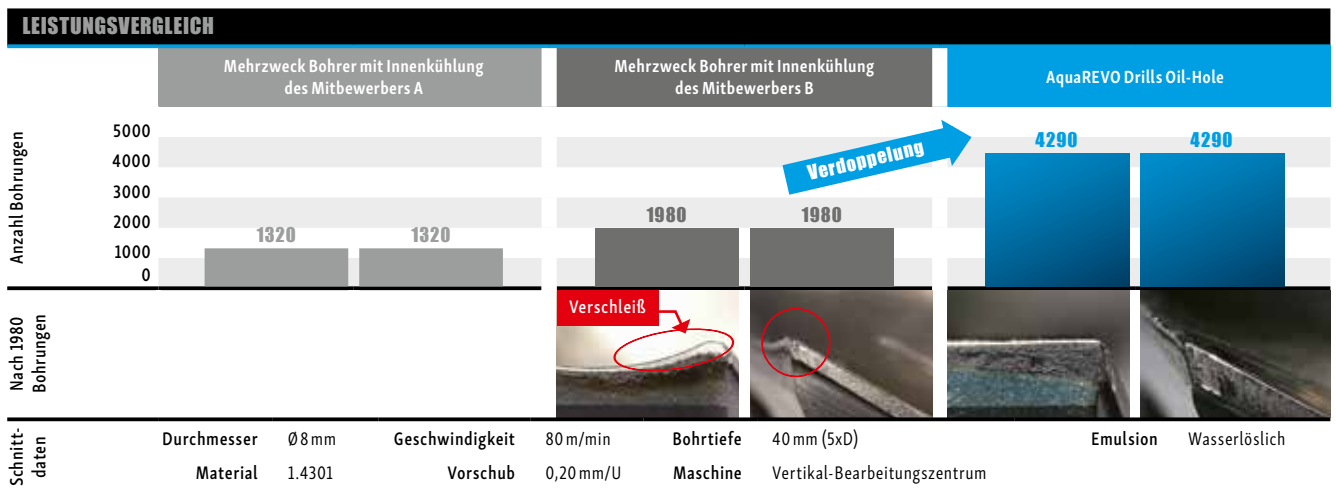 LEISTUNGSVERGLEICH
Mehrzweck Bohrer mit Innenkühlung
des Mitbewerbers A
Mehrzweck Bohrer mit Innenkühlung
des Mitbewerbers B
AquaREVO Drills Oil-Hole
Anzahl Bohrungen
5000
4000
3000
2000
1000
0
1320
1320
1980
1980
Verdoppelung
4290
4290
Nach 1980
Bohrungen
Verschleiß
Schnitt-
daten
Durchmesser Ø8mm Geschwindigkeit 80 m/min Bohrtiefe 40 mm (5xD) Emulsion Wasserlöslich
Material 1.4301 Vorschub 0,20 mm/U Maschine Vertikal-Bearbeitungszentrum